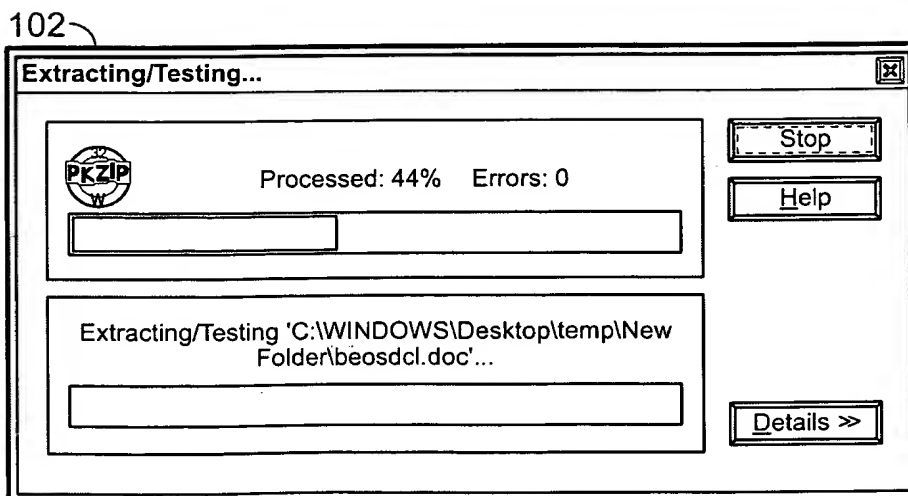 102
Extracting/Testing...
32
PKZIP
W
Processed: 44% Errors: 0
Stop
Help
Extracting/Testing 'C:\WINDOWS\Desktop\temp\New
Folder\beosdcl.doc'...
Details >>